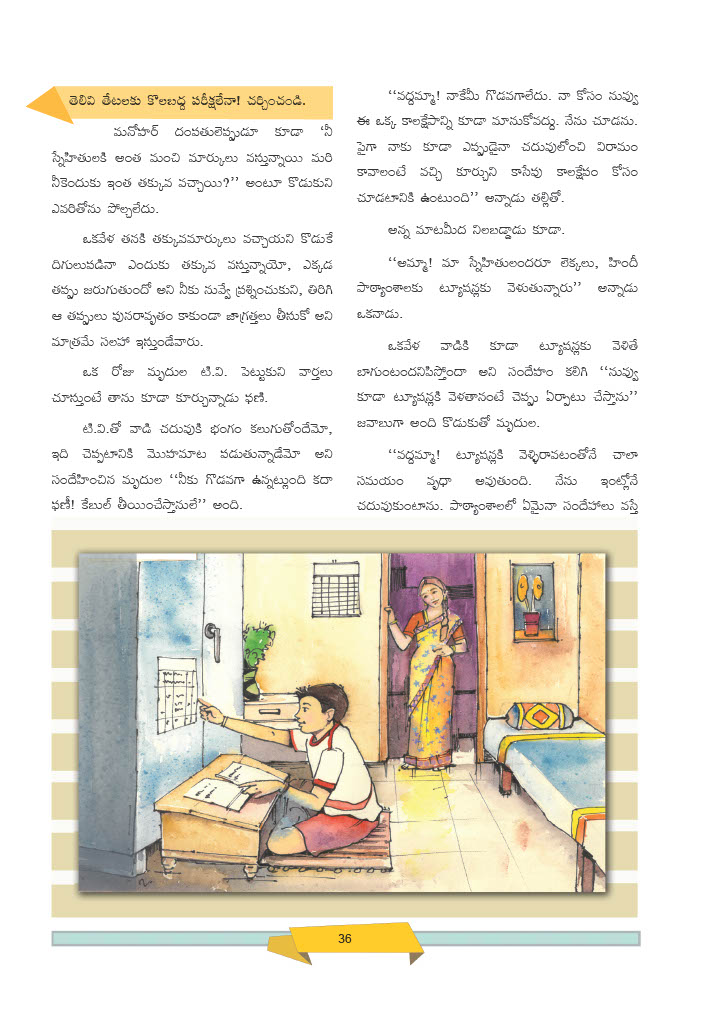 తెలివి తేటలకు కొలబద్ద పరీక్షలేనా! చర్చించండి.
మనోహర్ దంపతులెప్పుడూ కూడా ‘నీ
స్నేహితులకి అంత మంచి మార్కులు వస్తున్నాయి మరి
నీకెందుకు ఇంత తక్కువ వచ్చాయి?’’ అంటూ కొడుకుని
ఎవరితోను పోల్చలేదు.
ఒకవేళ తనకి తక్కువమార్కులు వచ్చాయని కొడుకే
దిగులుపడినా ఎందుకు తక్కువ వస్తున్నాయో, ఎక్కడ
తప్పు జరుగుతుందో అని నీకు నువ్వే ప్రశ్నించుకుని, తిరిగి
ఆ తప్పులు పునరావృతం కాకుండా జాగ్రత్తలు తీసుకో అని
మాత్రమే సలహా ఇస్తుండేవారు.
ఒక రోజు మృదుల టి.వి. పెట్టుకుని వార్తలు
చూస్తుంటే తాను కూడా కూర్చున్నాడు ఫణి.
టి.వి.తో వాడి చదువుకి భంగం కలుగుతోందేమో,
ఇది చెప్పటానికి మొహమాట పడుతున్నాడేమో అని
సందేహించిన మృదుల ‘‘నీకు గొడవగా ఉన్నట్లుంది కదా
ఫణీ! కేబుల్ తీయించేస్తానులే’’ అంది.
‘‘వద్దమ్మా! నాకేమీ గొడవగాలేదు. నా కోసం నువ్వు
ఈ ఒక్క కాలక్షేపాన్ని కూడా మానుకోవద్దు. నేను చూడను.
పైగా నాకు కూడా ఎప్పుడైనా చదువులోంచి విరామం
కావాలంటే వచ్చి కూర్చుని కాసేపు కాలక్షేపం కోసం
చూడటానికి ఉంటుంది’’ అన్నాడు తల్లితో.
అన్న మాటమీద నిలబడ్డాడు కూడా.
‘‘అమ్మా! మా స్నేహితులందరూ లెక్కలు, హిందీ
పాఠ్యాంశాలకు ట్యూషన్లకు వెళుతున్నారు’’ అన్నాడు
ఒకనాడు.
ఒకవేళ వాడికి కూడా ట్యూషన్లకు వెళితే
బాగుంటుందనిపిస్తోందా అని సందేహం కలిగి ‘‘నువ్వు
కూడా ట్యూషన్లకి వెళతానంటే చెప్పు ఏర్పాటు చేస్తాను’’
జవాబుగా అంది కొడుకుతో మృదుల.
‘‘వద్దమ్మా! ట్యూషన్లకి వెళ్ళిరావటంతోనే చాలా
సమయం వృధా అవుతుంది. నేను ఇంట్లోనే
చదువుకుంటాను. పాఠ్యాంశాలలో ఏమైనా సందేహాలు వస్తే
36